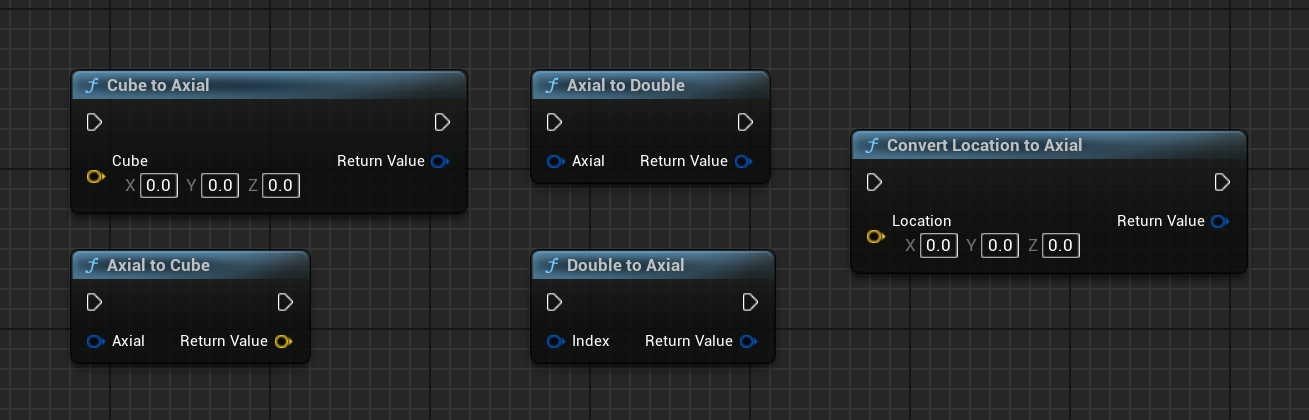 f Cube to Axial
Cube
X 0.0 Y 0.0 Z 0.0
Return Value
f Axial to Double
Axial
Return Value
f Convert Location to Axial
Location
X 0.0 Y 0.0 Z 0.0
Return Value
f Axial to Cube
Axial
Return Value
f Double to Axial
Index
Return Value